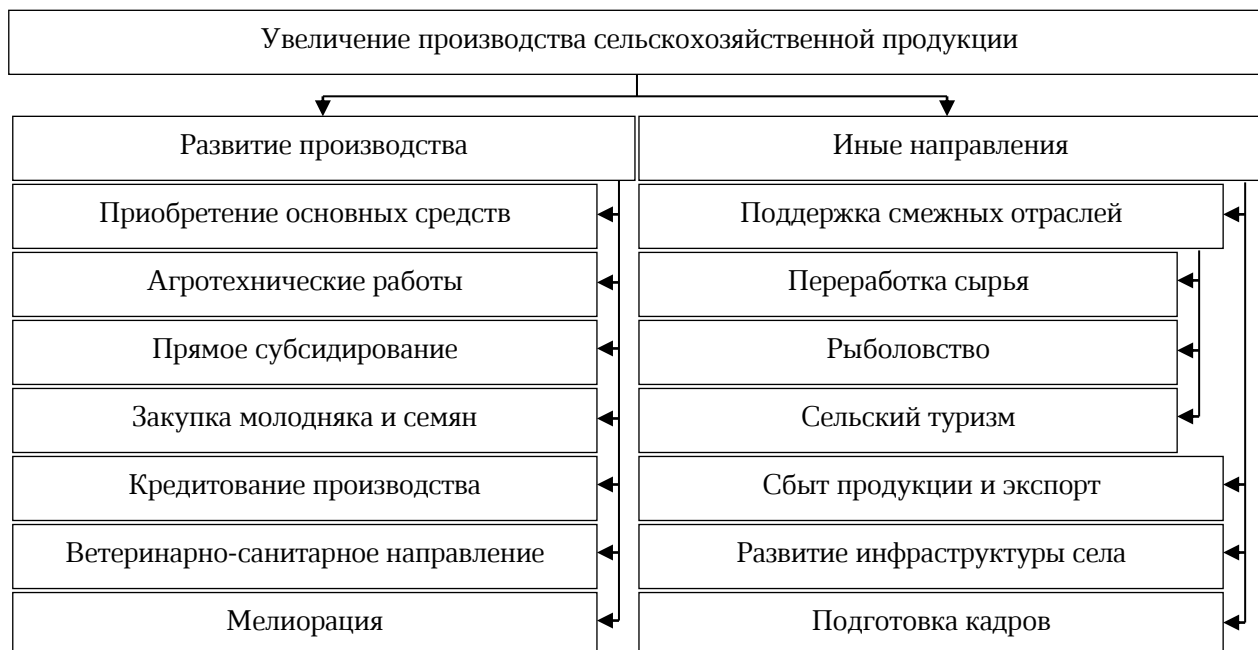 Увеличение производства сельскохозяйственной продукции
Развитие производства
Приобретение основных средств
Агротехнические работы
Прямое субсидирование
Закупка молодняка и семян
Кредитование производства
Ветеринарно-санитарное направление
Мелиорация
Иные направления
Поддержка смежных отраслей
Переработка сырья
Рыболовство
Сельский туризм
Сбыт продукции и экспорт
Развитие инфраструктуры села
Подготовка кадров